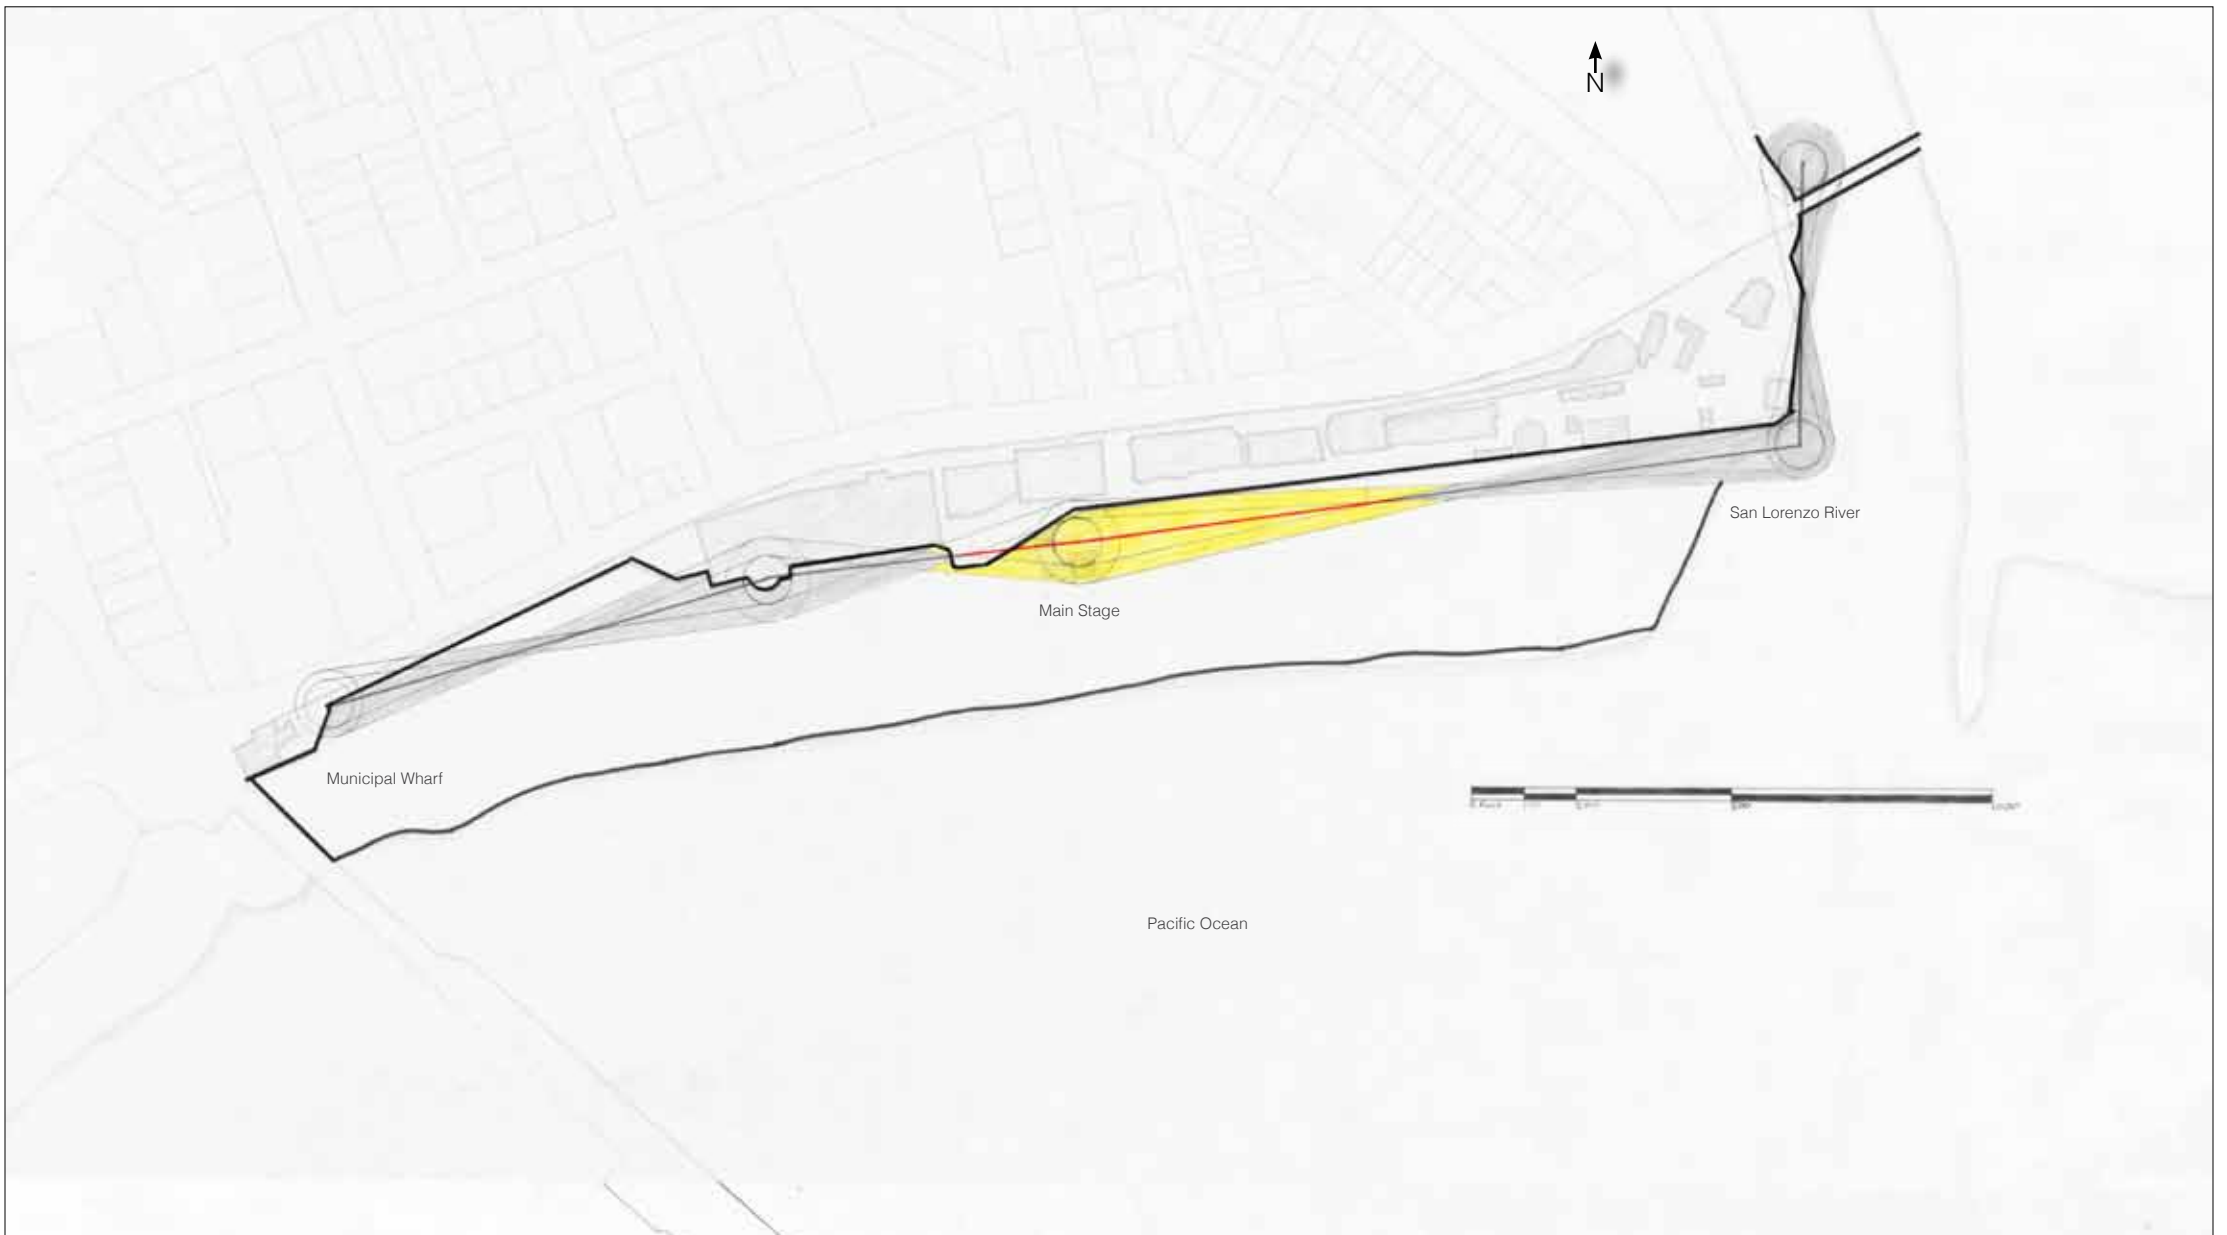 N
San Lorenzo River
Main Stage
Municipal Wharf
Pacific Ocean